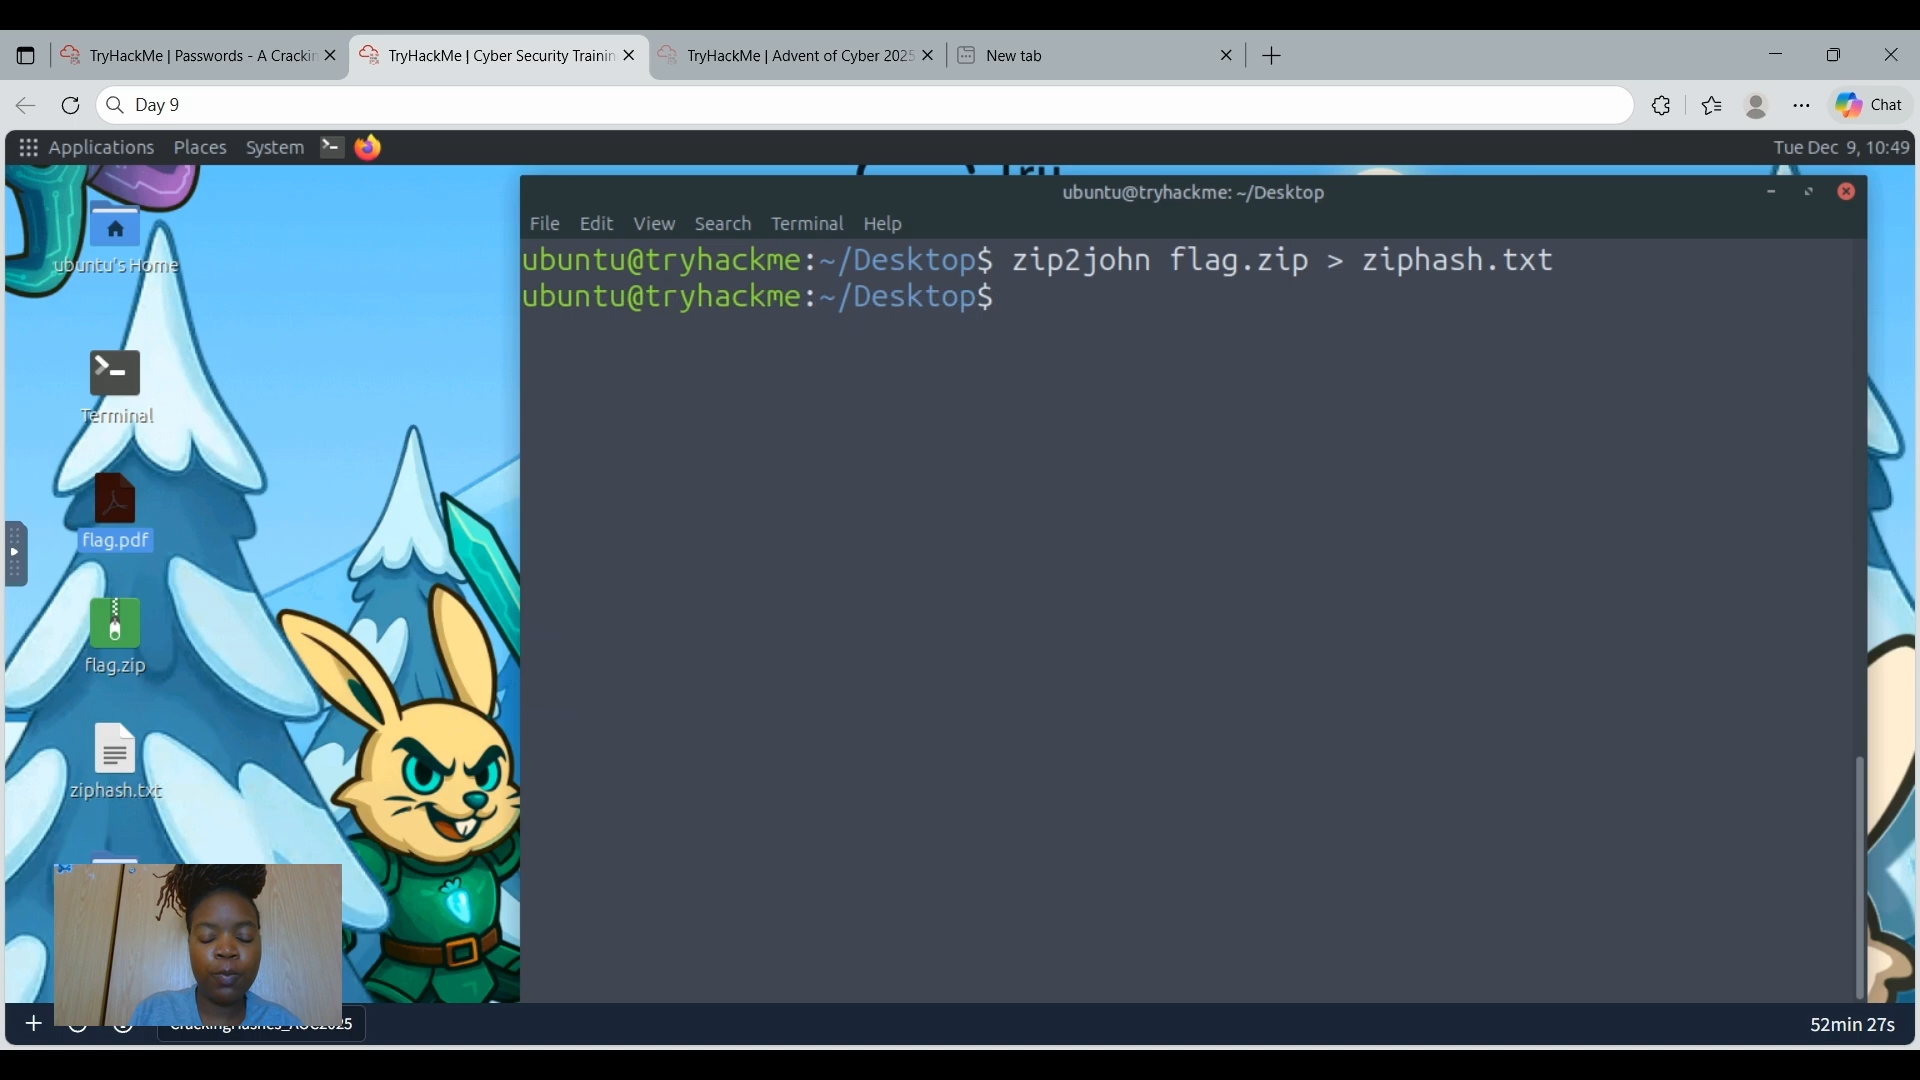 TryHackMe | Passwords - A Crackin
TryHackMe | Cyber Security Trainin
TryHackMe | Advent of Cyber 2025
New tab
Day 9
Chat
Applications Places System
Tue Dec 9, 10:49
Try
ubuntu@tryhackme: ~/Desktop
File Edit View Search Terminal Help
ubuntu@tryhackme:~/Desktop$ zip2john flag.zip > ziphash.txt
ubuntu@tryhackme:~/Desktop$
ubuntu's Home
Terminal
flag.pdf
flag.zip
ziphash.txt
CrackingHashes_AOC2025
52min 27s